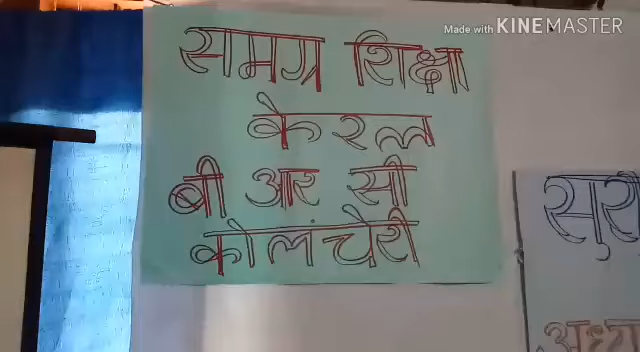 Made with KINEMASTER
समग्र शिक्षा
केरल
बी आर सी
कोलंचेरी